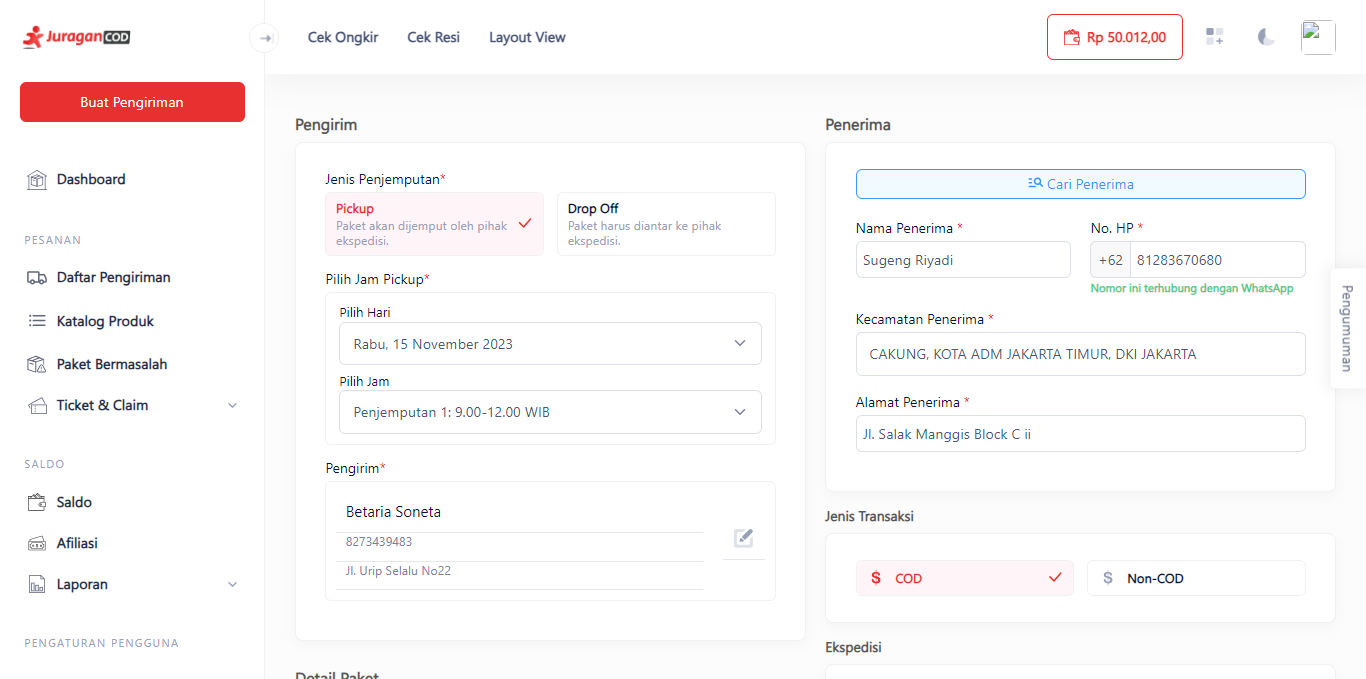 JuraganCOD
Cek Ongkir
Cek Resi
Layout View
Rp 50.012,00
Buat Pengiriman
Dashboard
PESANAN
Daftar Pengiriman
Katalog Produk
Paket Bermasalah
Ticket & Claim
SALDO
Saldo
Afiliasi
Laporan
PENGATURAN PENGGUNA
Pengirim
Jenis Penjemputan*
Pickup
Paket akan dijemput oleh pihak
ekspedisi.
Drop Off
Paket harus diantar ke pihak
ekspedisi.
Pilih Jam Pickup*
Pilih Hari
Rabu, 15 November 2023
Pilih Jam
Penjemputan 1: 9.00-12.00 WIB
Pengirim*
Betaria Soneta
8273439483
Jl. Urip Selalu No22
Detail Paket
Penerima
Cari Penerima
Nama Penerima *
Sugeng Riyadi
No. HP *
+62 81283670680
Nomor ini terhubung dengan WhatsApp
Kecamatan Penerima *
CAKUNG, KOTA ADM JAKARTA TIMUR, DKI JAKARTA
Alamat Penerima *
Jl. Salak Manggis Block C ii
Jenis Transaksi
$ COD
$ Non-COD
Ekspedisi
Pengumuman